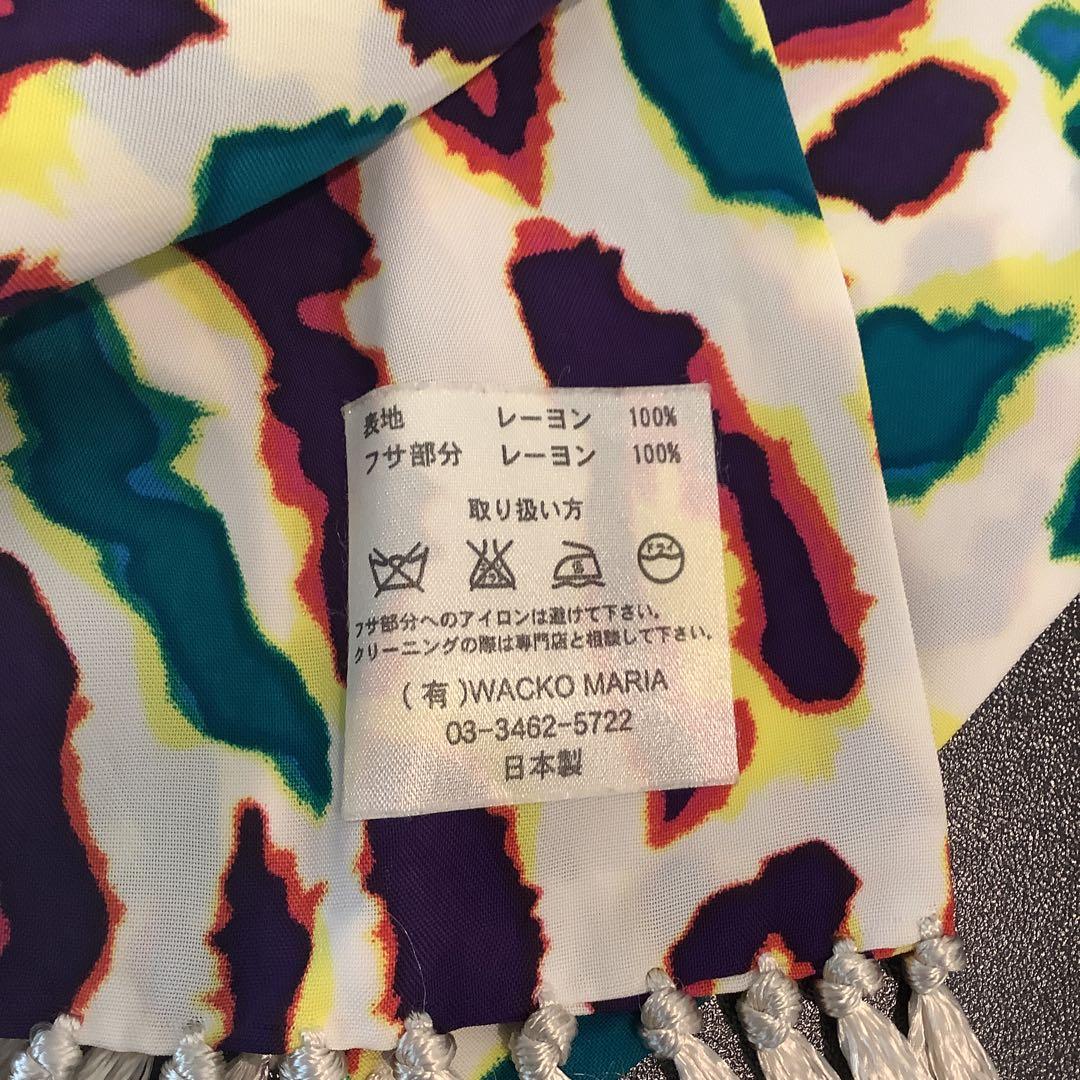 表地 レーヨン 100%
フサ部分 レーヨン 100%
取り扱い方
ドライ
フサ部分へのアイロンは避けて下さい。
クリーニングの際は専門店と相談して下さい。
(有)WACKO MARIA
03-3462-5722
日本製